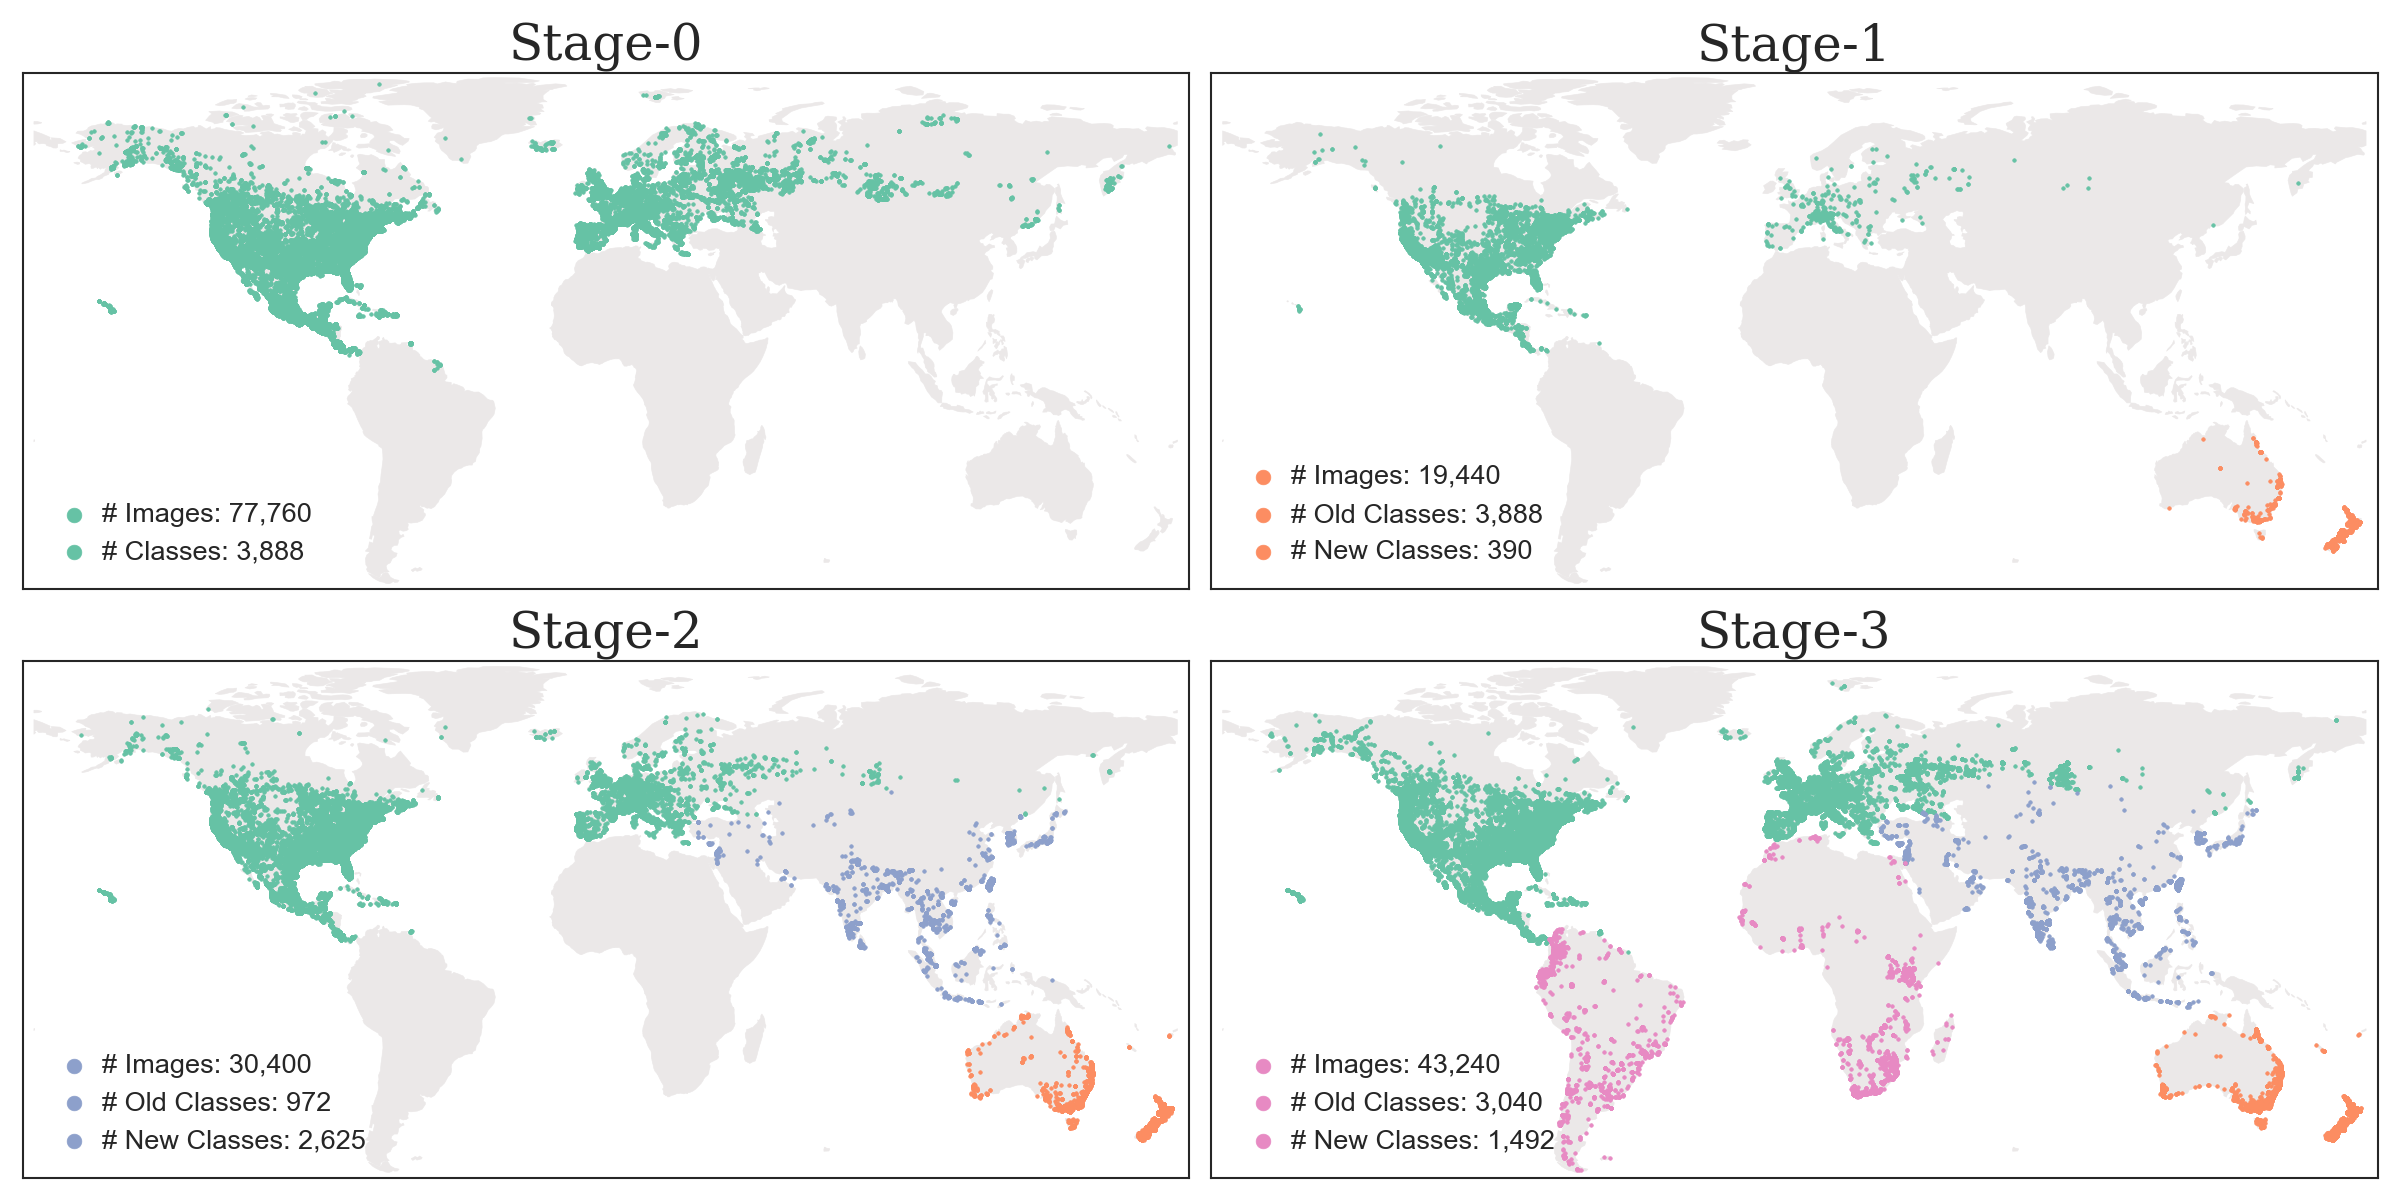 Stage-0
# Images: 77,760
# Classes: 3,888
Stage-1
# Images: 19,440
# Old Classes: 3,888
# New Classes: 390
Stage-2
# Images: 30,400
# Old Classes: 972
# New Classes: 2,625
Stage-3
# Images: 43,240
# Old Classes: 3,040
# New Classes: 1,492